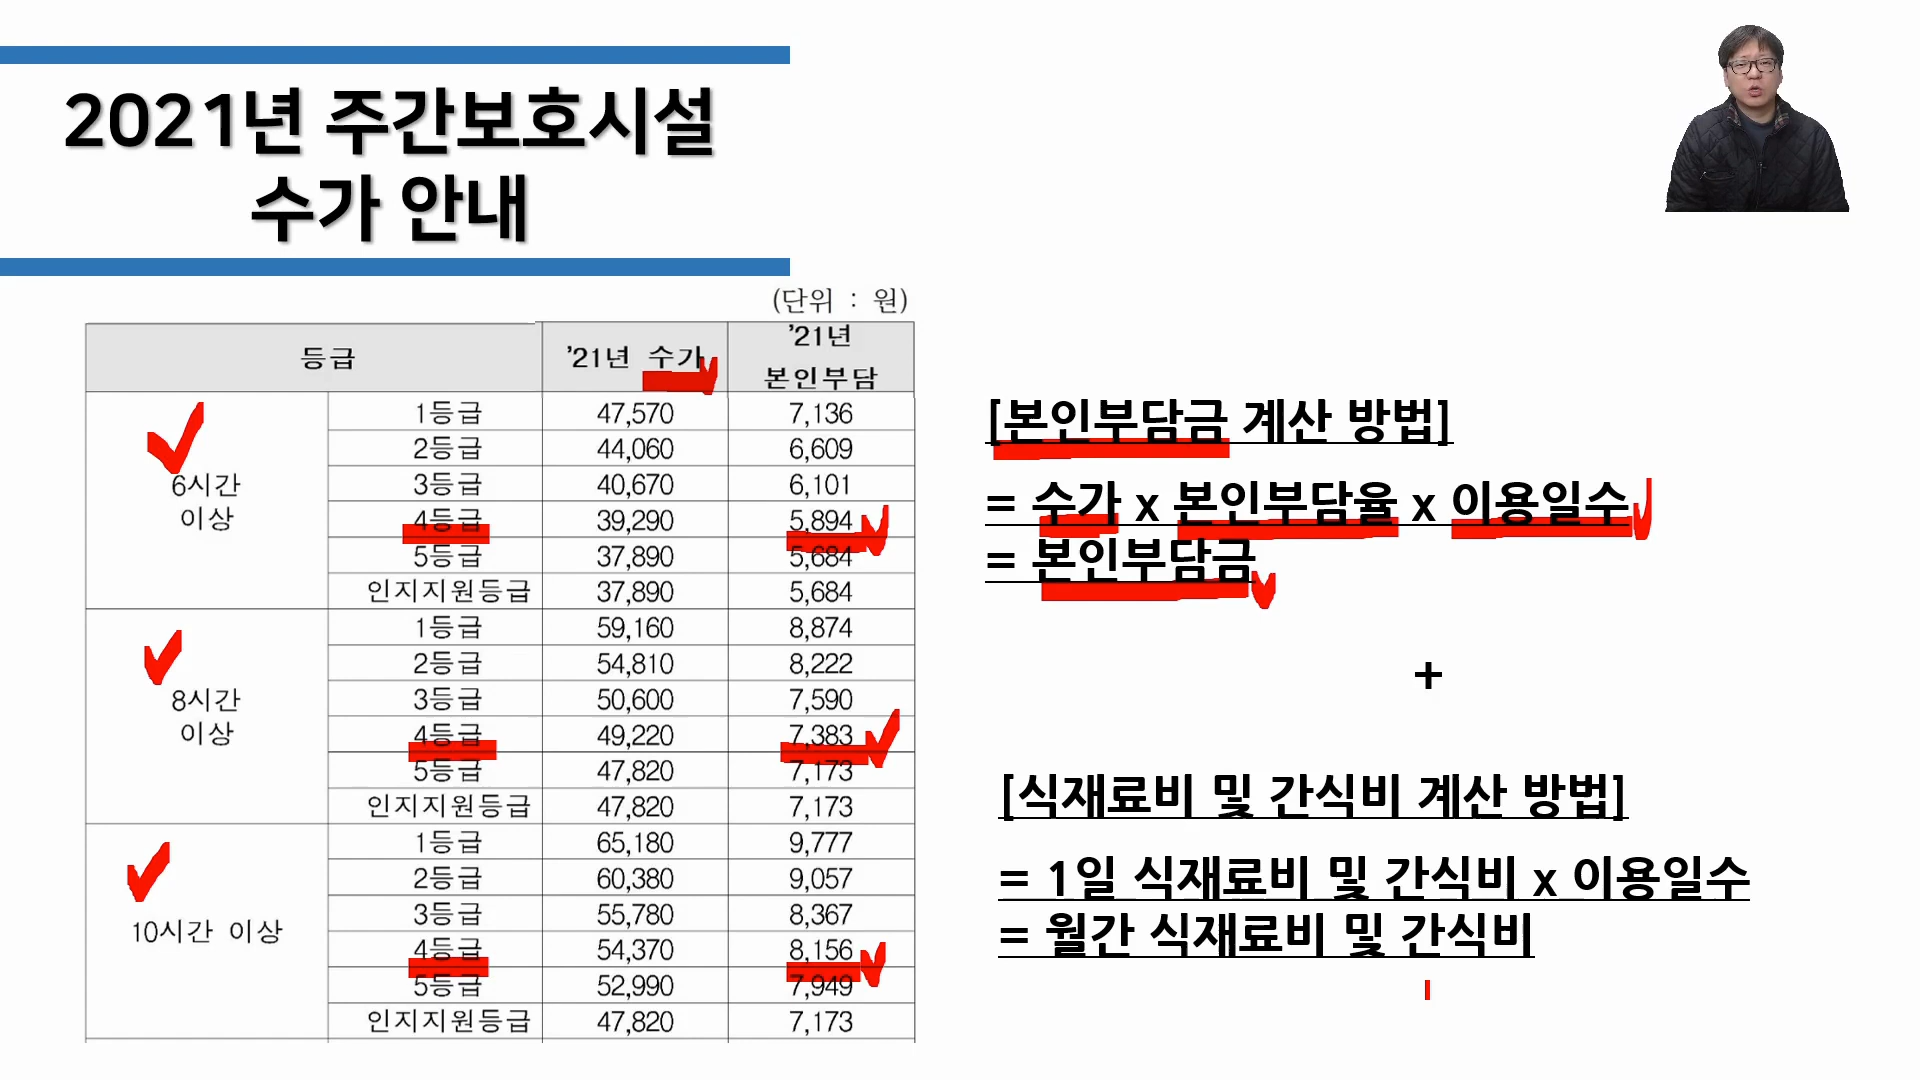 2021년 주간보호시설
수가 안내
(단위 : 원)
등급 '21년 수가 '21년 본인부담
6시간 이상
1등급 47,570 7,136
2등급 44,060 6,609
3등급 40,670 6,101
4등급 39,290 5,894
5등급 37,890 5,684
인지지원등급 37,890 5,684
8시간 이상
1등급 59,160 8,874
2등급 54,810 8,222
3등급 50,600 7,590
4등급 49,220 7,383
5등급 47,820 7,173
인지지원등급 47,820 7,173
10시간 이상
1등급 65,180 9,777
2등급 60,380 9,057
3등급 55,780 8,367
4등급 54,370 8,156
5등급 52,990 7,949
인지지원등급 47,820 7,173
[본인부담금 계산 방법]
= 수가 x 본인부담율 x 이용일수
= 본인부담금
+
[식재료비 및 간식비 계산 방법]
= 1일 식재료비 및 간식비 x 이용일수
= 월간 식재료비 및 간식비